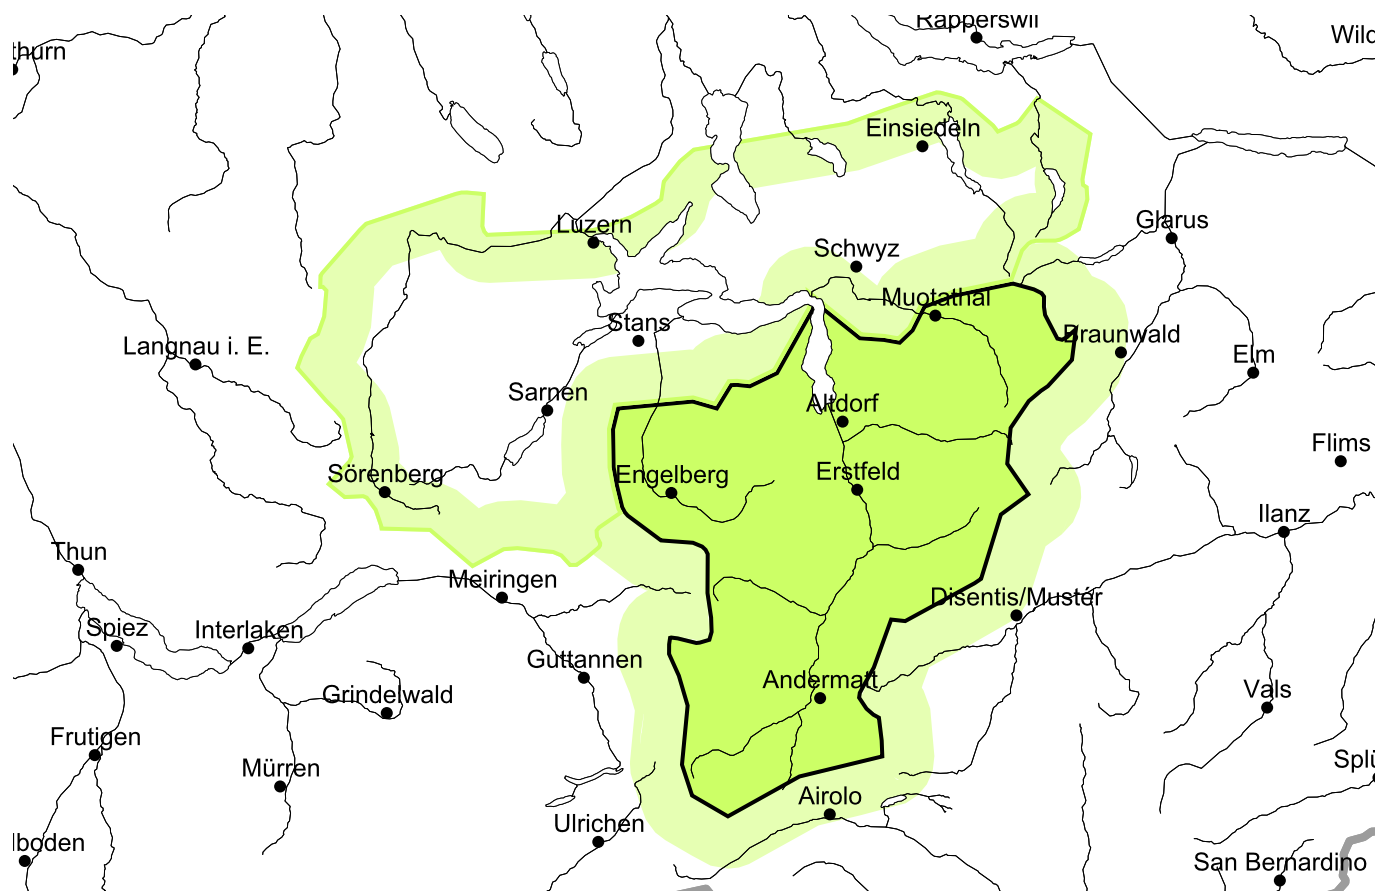 Rapperswil
thurn
Wild
Einsiedeln
Luzern
Glarus
Schwyz
Muotathal
Stans
Braunwald
Langnau i. E.
Elm
Sarnen
Altdorf
Flims
Sörenberg
Engelberg
Erstfeld
Ilanz
Thun
Meiringen
Disentis/Mustér
Spiez
Interlaken
Guttannen
Andermatt
Vals
Grindelwald
Frutigen
Mürren
Splü
Airolo
Ulrichen
lboden
San Bernardino